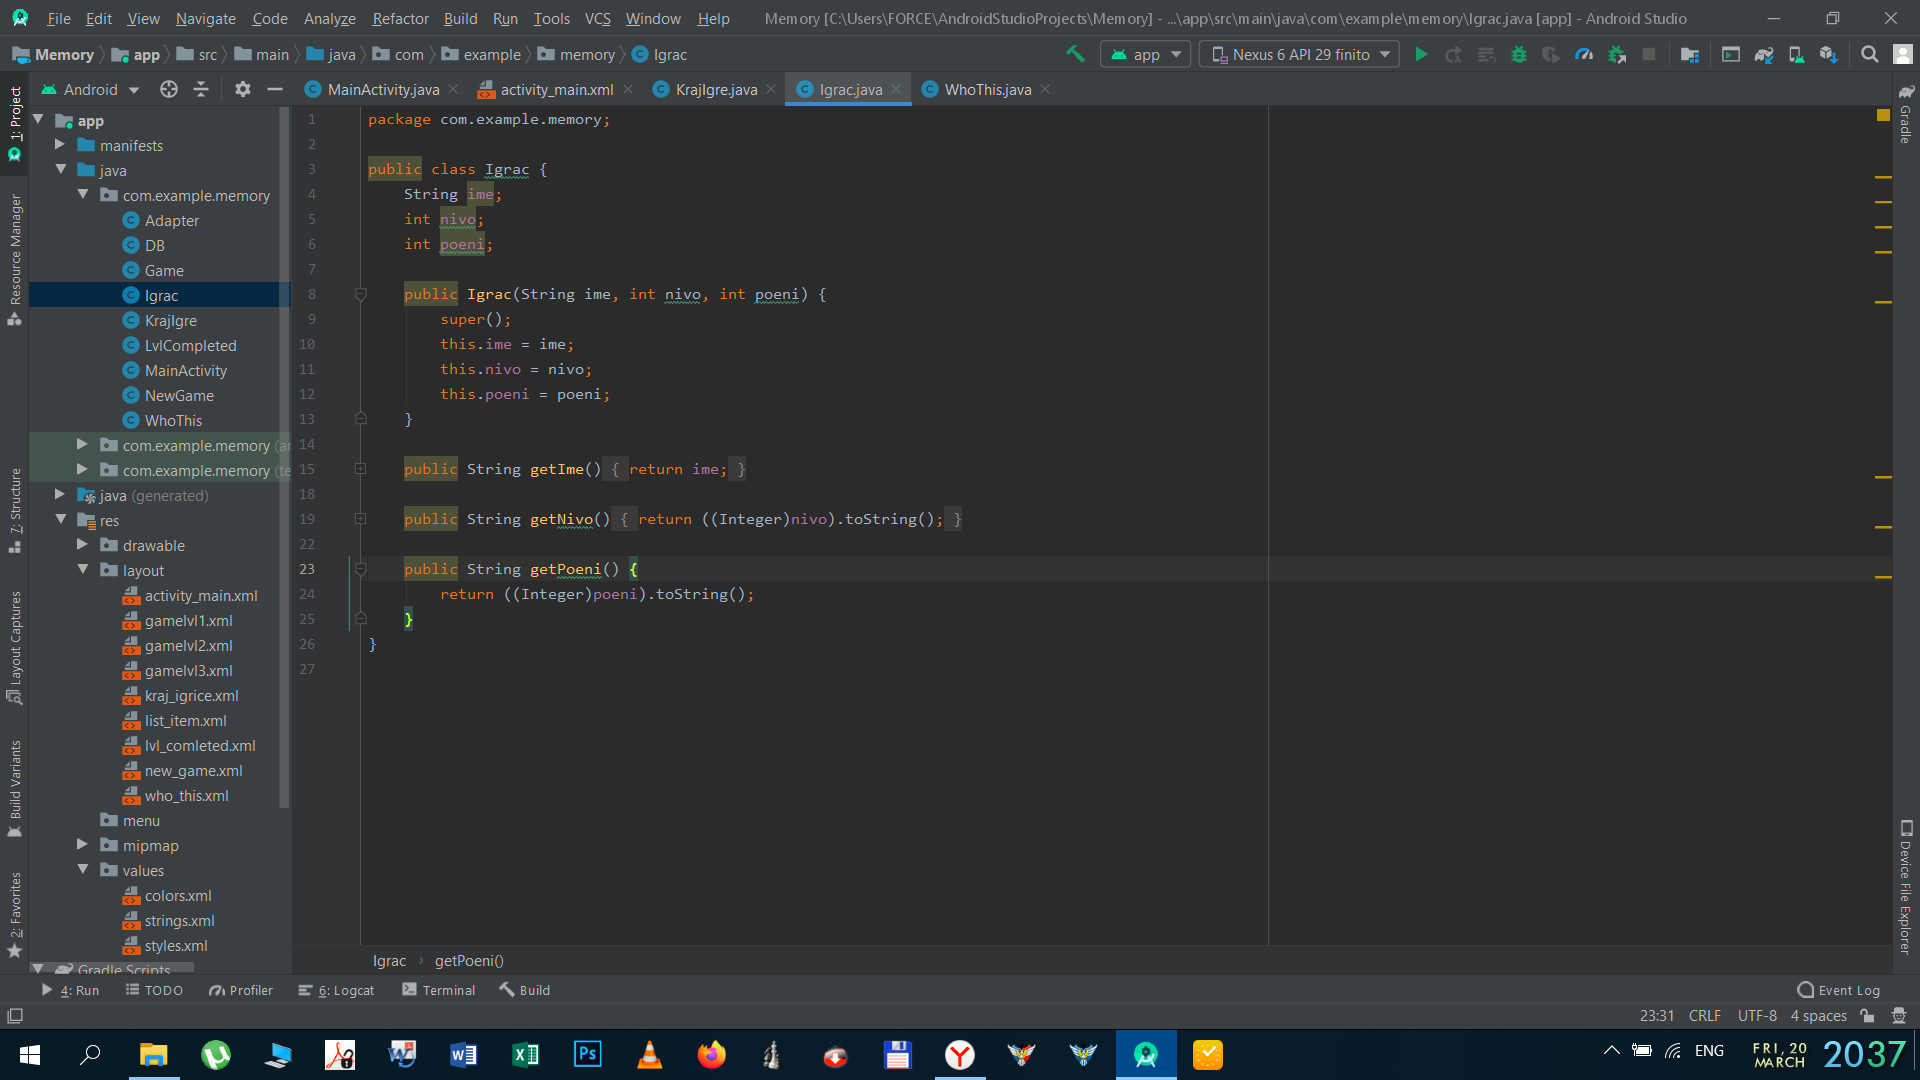 File Edit View Navigate Code Analyze Refactor Build Run Tools VCS Window Help Memory [C:\Users\FORCE\AndroidStudioProjects\Memory] - ...\app\src\main\java\com\example\memory\Igrac.java [app] - Android Studio
Memory app src main java com example memory Igrac app Nexus 6 API 29 finito
Android MainActivity.java activity_main.xml KrajIgre.java Igrac.java WhoThis.java
1: Project
Resource Manager
7: Structure
Layout Captures
Build Variants
2: Favorites
app
manifests
java
com.example.memory
Adapter
DB
Game
Igrac
KrajIgre
LvlCompleted
MainActivity
NewGame
WhoThis
com.example.memory (an
com.example.memory (te
java (generated)
res
drawable
layout
activity_main.xml
gamelvl1.xml
gamelvl2.xml
gamelvl3.xml
kraj_igrice.xml
list_item.xml
lvl_comleted.xml
new_game.xml
who_this.xml
menu
mipmap
values
colors.xml
strings.xml
styles.xml
Gradle Scripts
1 package com.example.memory;
2
3 public class Igrac {
4 String ime;
5 int nivo;
6 int poeni;
7
8 public Igrac(String ime, int nivo, int poeni) {
9 super();
10 this.ime = ime;
11 this.nivo = nivo;
12 this.poeni = poeni;
13 }
14
15 public String getIme() { return ime; }
18
19 public String getNivo() { return ((Integer)nivo).toString(); }
22
23 public String getPoeni() {
24 return ((Integer)poeni).toString();
25 }
26 }
27
Gradle
Device File Explorer
Igrac › getPoeni()
4: Run TODO Profiler 6: Logcat Terminal Build Event Log
23:31 CRLF UTF-8 4 spaces
ENG FRI, 20 MARCH 2037